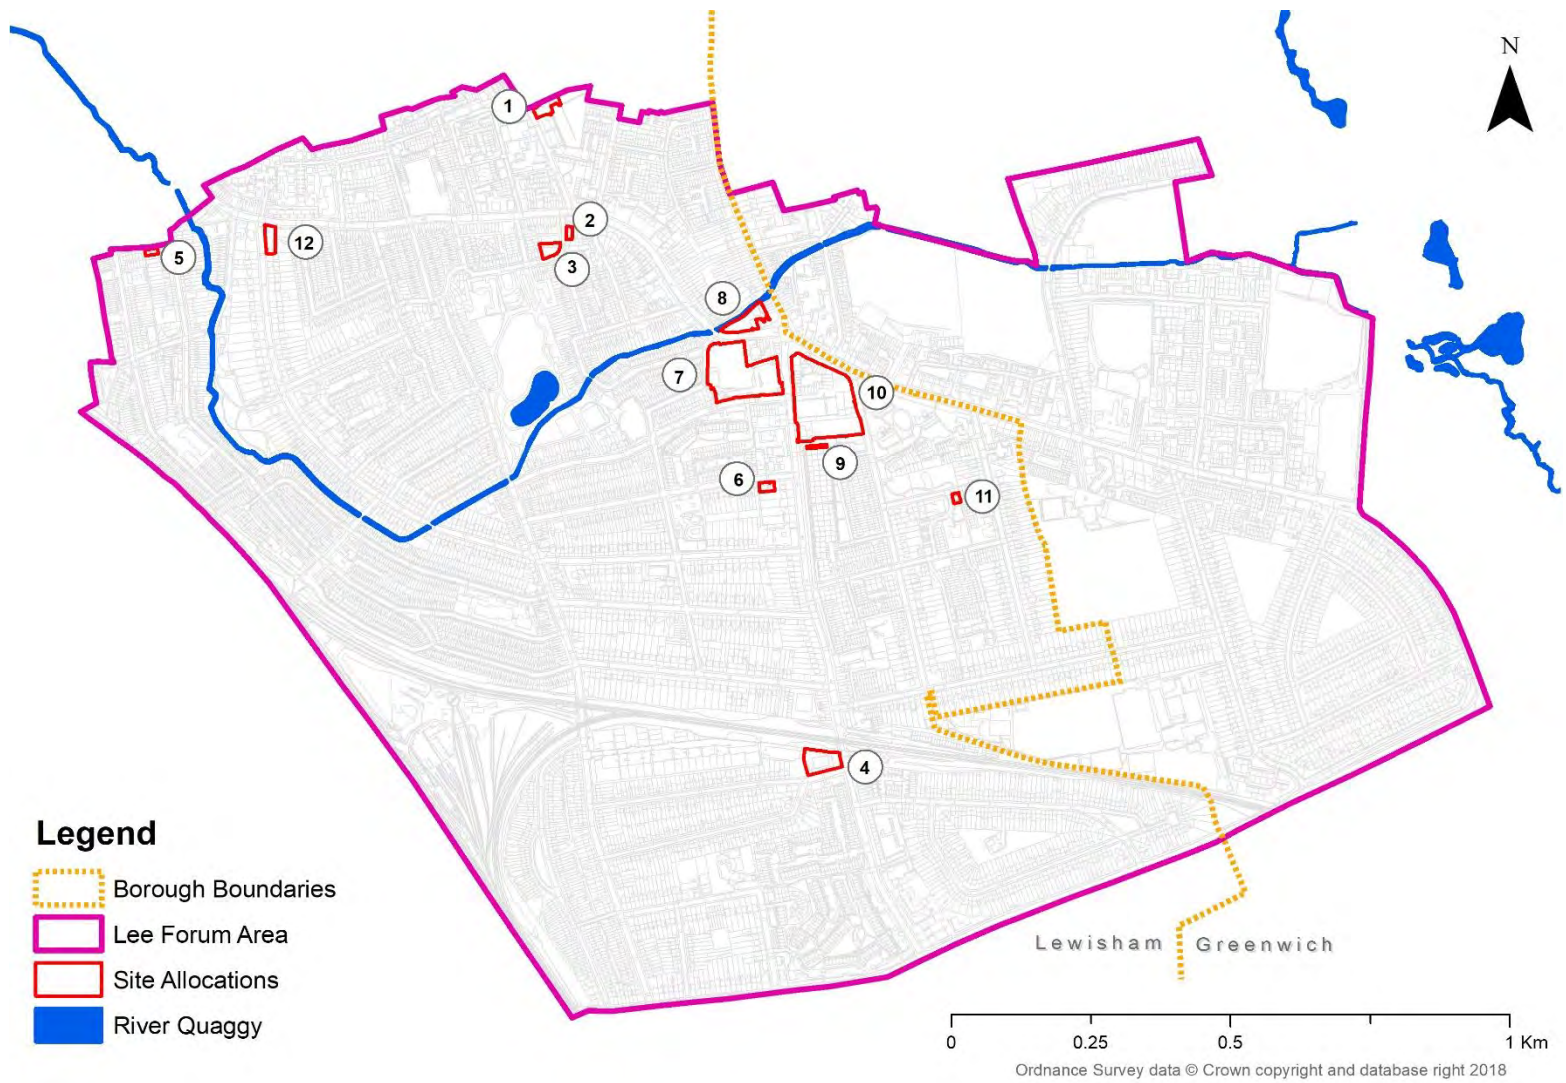 N
1
2
12
5
3
8
7
10
9
6
11
4
Legend
Borough Boundaries
Lee Forum Area
Site Allocations
River Quaggy
Lewisham Greenwich
0 0.25 0.5 1 Km
Ordnance Survey data © Crown copyright and database right 2018